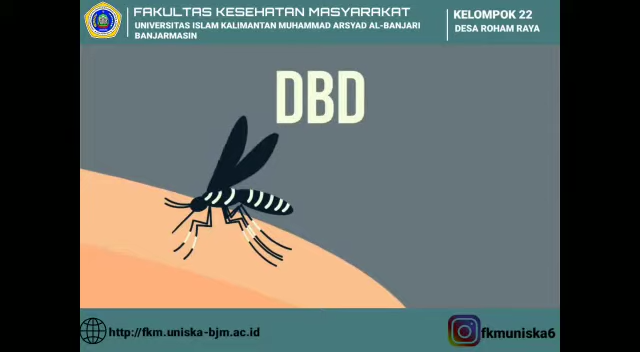 FAKULTAS KESEHATAN MASYARAKAT
UNIVERSITAS ISLAM KALIMANTAN MUHAMMAD ARSYAD AL-BANJARI
BANJARMASIN
KELOMPOK 22
DESA ROHAM RAYA
DBD
http://fkm.uniska-bjm.ac.id
fkmuniska6